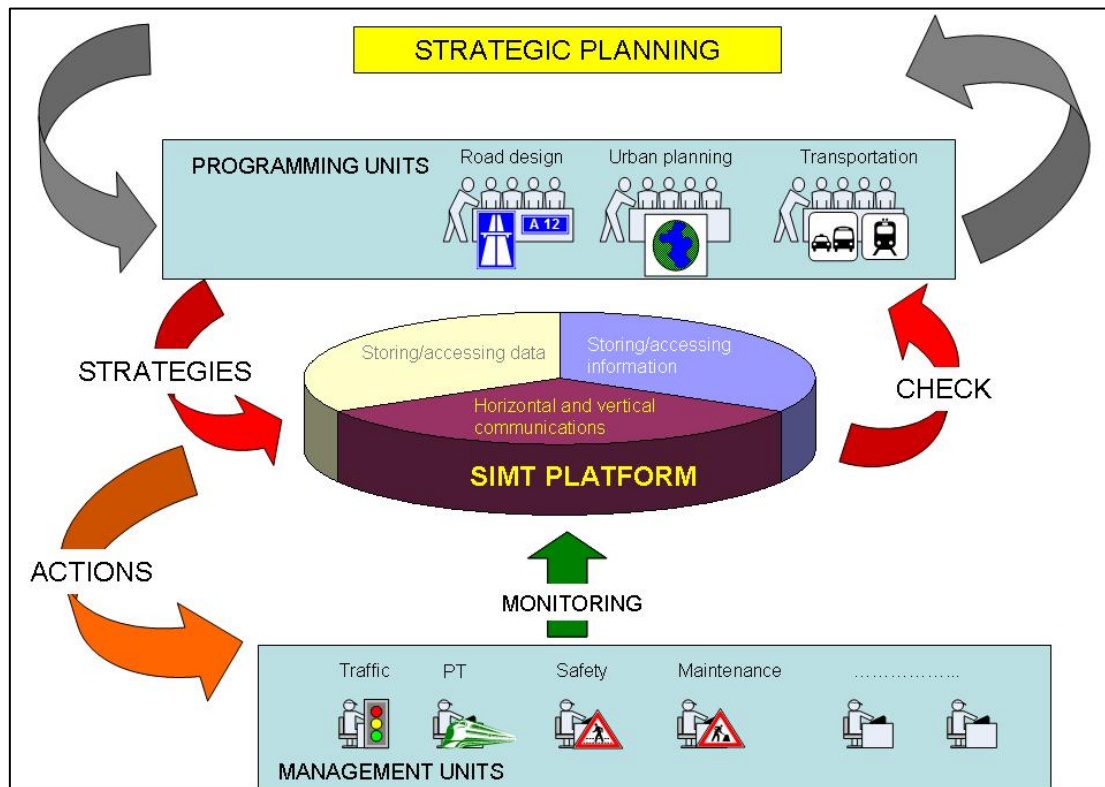 STRATEGIC PLANNING
PROGRAMMING UNITS
Road design
Urban planning
Transportation
A 12
Storing/accessing data
Storing/accessing
information
STRATEGIES
CHECK
Horizontal and vertical
communications
SIMT PLATFORM
ACTIONS
MONITORING
Traffic
PT
Safety
Maintenance
………………..
MANAGEMENT UNITS